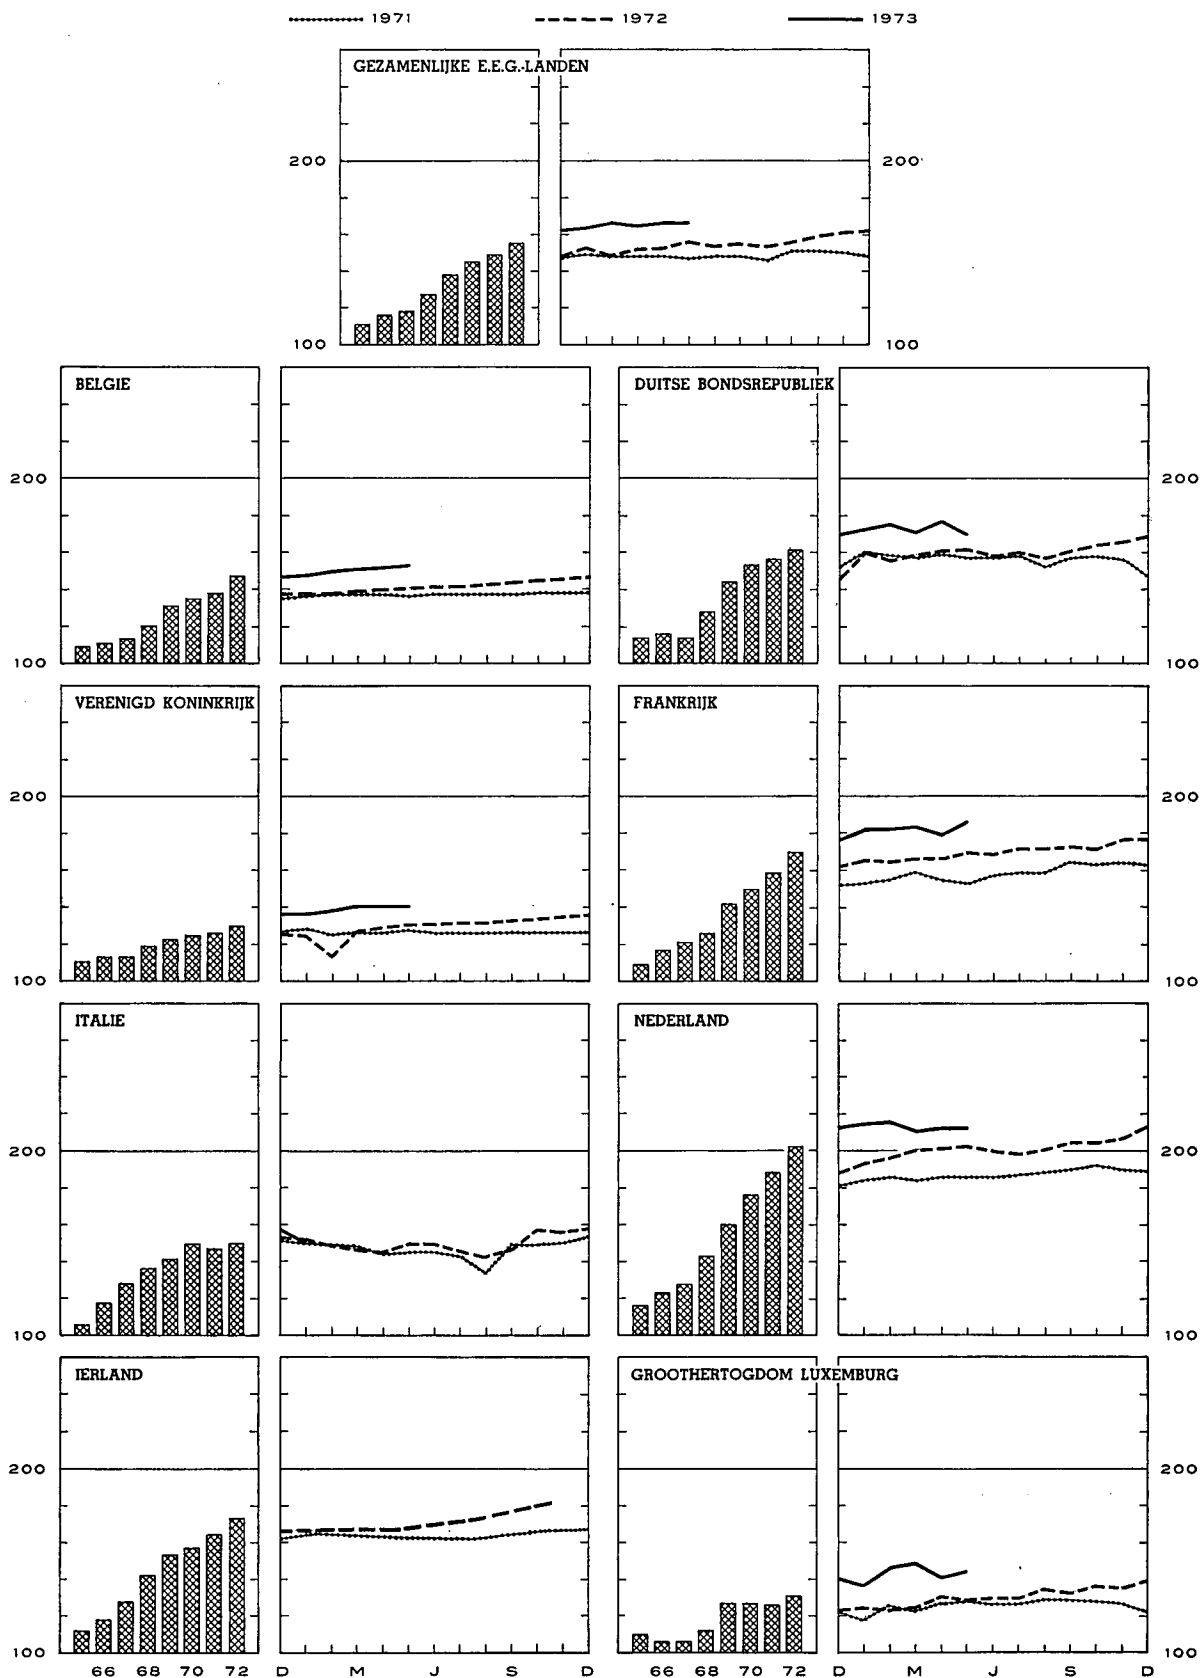 1971 1972 1973
GEZAMENLIJKE E.E.G.-LANDEN
200 200
100 100
BELGIE DUITSE BONDSREPUBLIEK
200 200
100 100
VERENIGD KONINKRIJK FRANKRIJK
200 200
100 100
ITALIE NEDERLAND
200 200
100 100
IERLAND GROOTHERTOGDOM LUXEMBURG
200 200
100 100
66 68 70 72 D M J S D 66 68 70 72 D M J S D